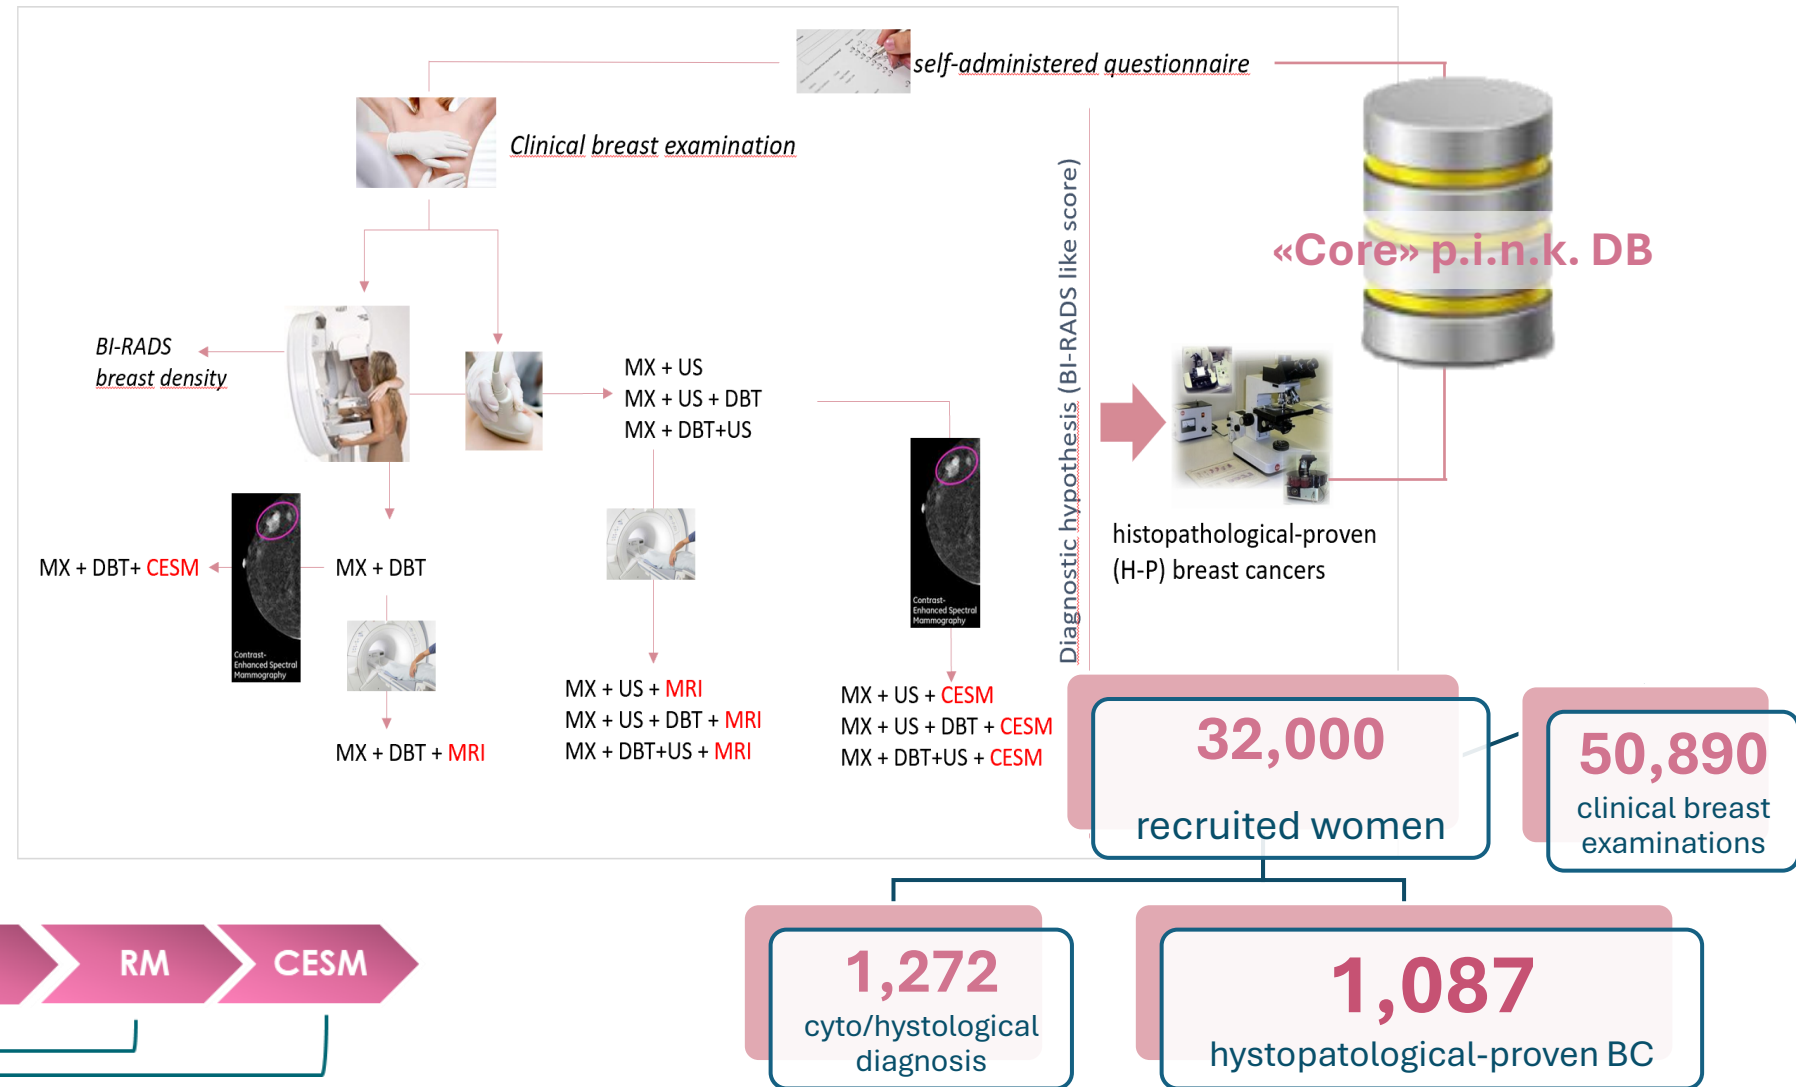 self-administered questionnaire
Clinical breast examination
«Core» p.i.n.k. DB
Diagnostic hypothesis (BI-RADS like score)
BI-RADS
breast density
MX + US
MX + US + DBT
MX + DBT+US
MX + DBT+ CESM
Contrast-
Enhanced Spectral
Mammography
MX + DBT
MX + DBT + MRI
MX + US + MRI
MX + US + DBT + MRI
MX + DBT+US + MRI
Contrast-
Enhanced Spectral
Mammography
MX + US + CESM
MX + US + DBT + CESM
MX + DBT+US + CESM
histopathological-proven
(H-P) breast cancers
32,000
recruited women
50,890
clinical breast
examinations
1,272
cyto/hystological
diagnosis
1,087
hystopatological-proven BC
RM
CESM